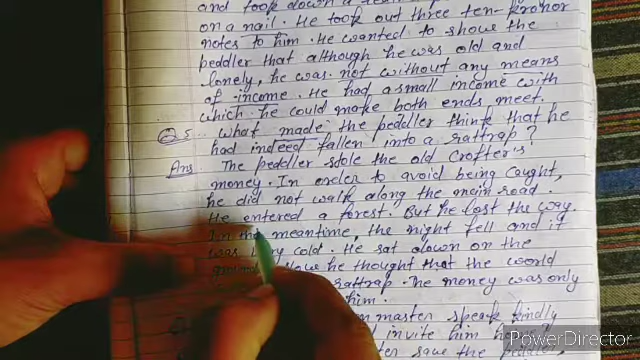 and took down a
on a nail. He took out three ten-kronor
notes to him. He wanted to show the
peddler that although he was old and
lonely, he was not without any means
of income. He had a small income with
which he could make both ends meet.
Q 5. What made the peddler think that he
had indeed fallen into a rattrap?
Ans The peddler stole the old Crofter's
money. In order to avoid being caught,
he did not walk along the main road.
He entered a forest. But he lost the way.
In the meantime, the night fell and it
was very cold. He sat down on the
he thought that the world
rattrap. The money was only
him.
master speak kindly
invite him home
save the peddler
PowerDirector